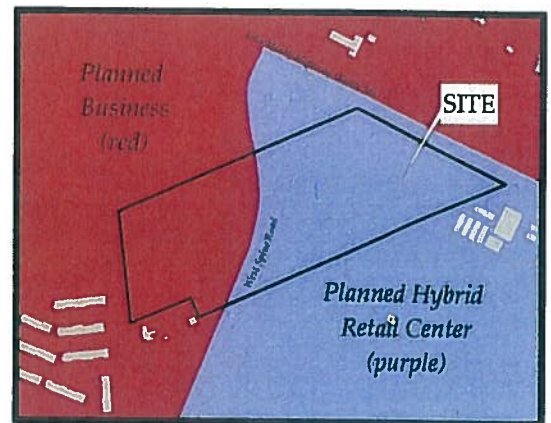 Planned
Business
(red)
SITE
West Spine Road
Planned Hybrid
Retail Center
(purple)